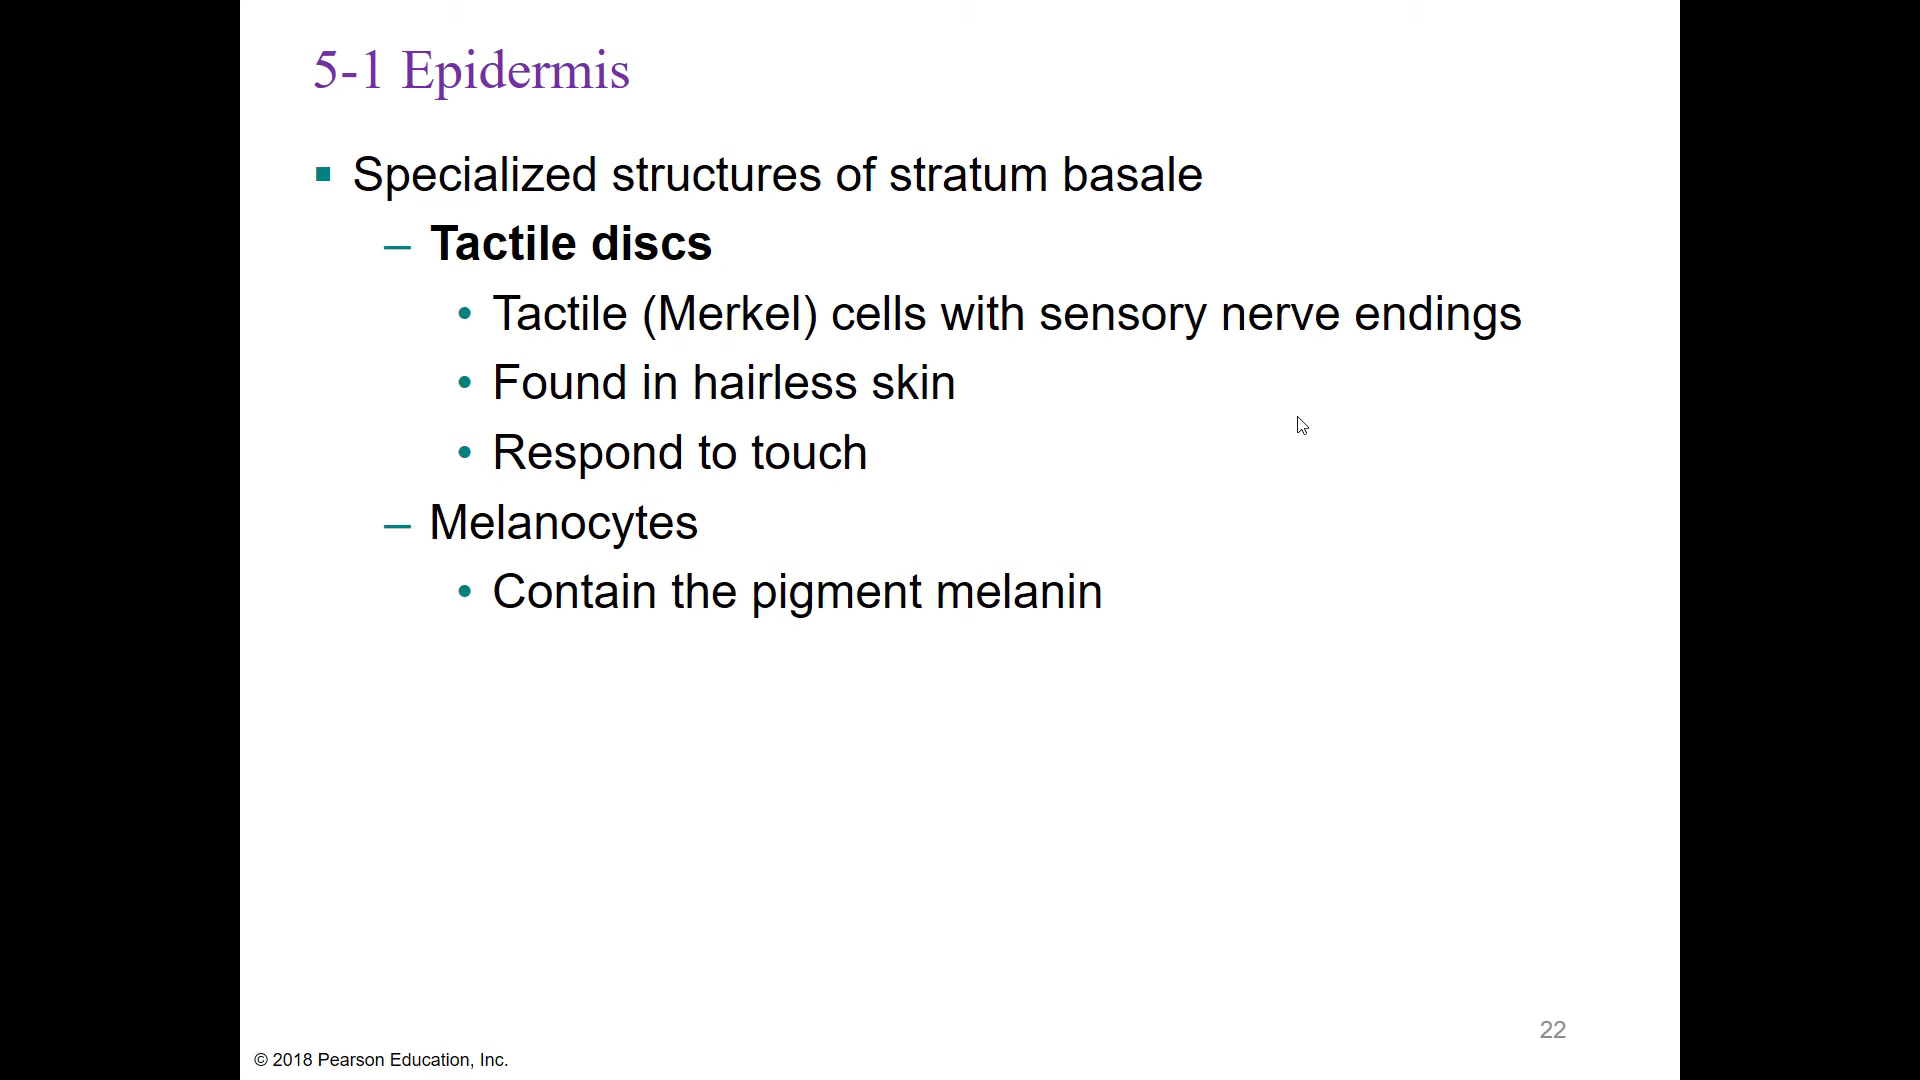 5-1 Epidermis
▪ Specialized structures of stratum basale
– Tactile discs
• Tactile (Merkel) cells with sensory nerve endings
• Found in hairless skin
• Respond to touch
– Melanocytes
• Contain the pigment melanin
22
© 2018 Pearson Education, Inc.